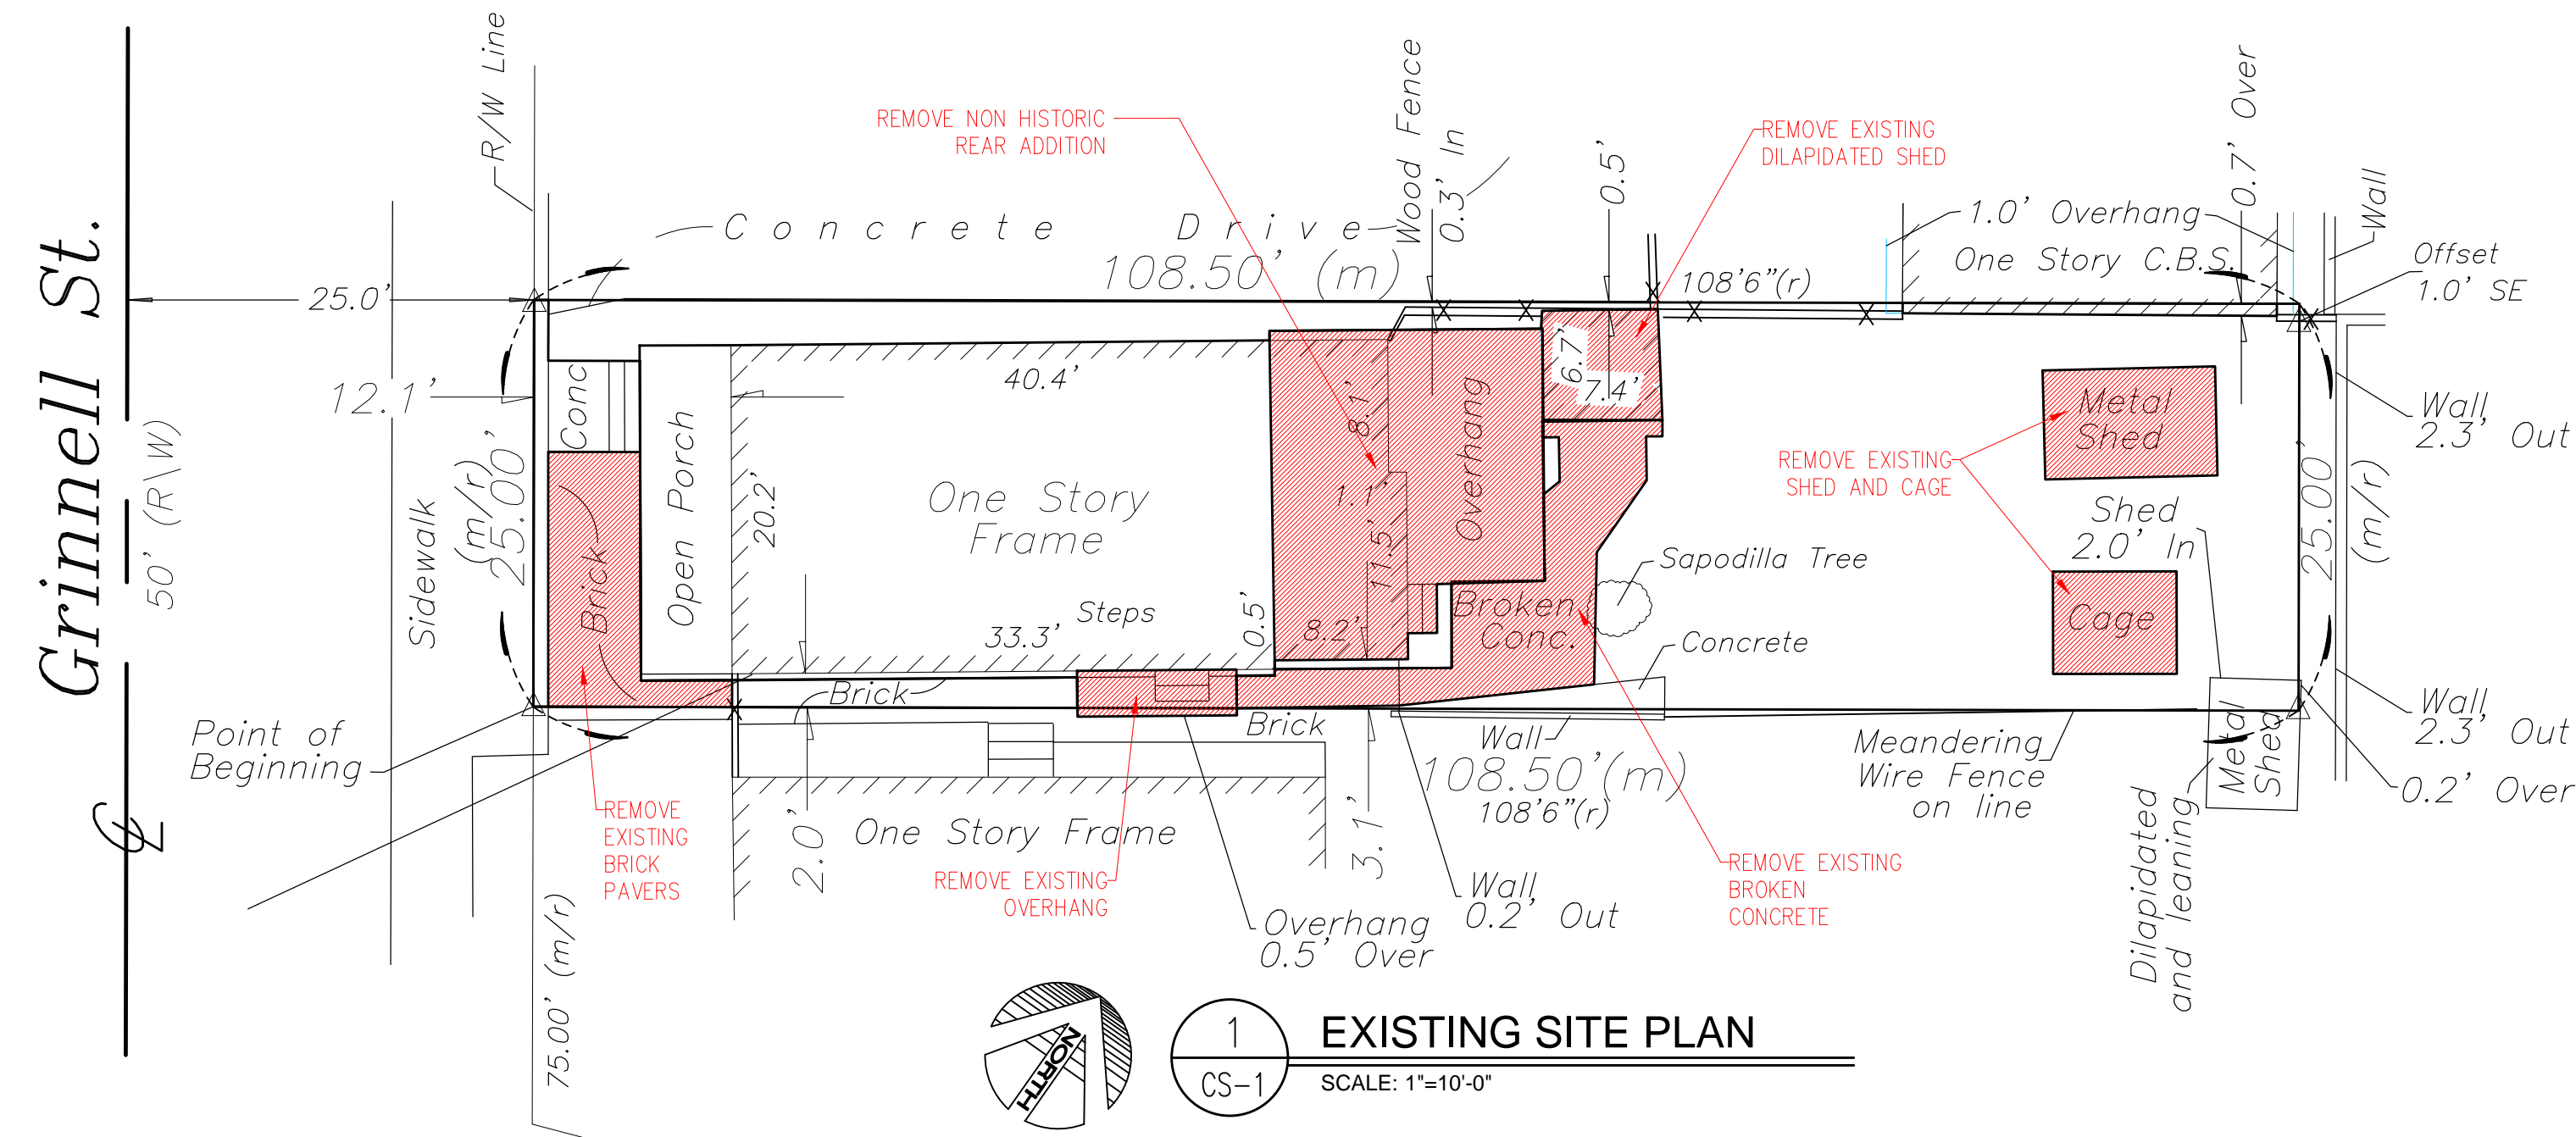 Grinnell St.
50' (R\W)
25.0'
R/W Line
12.1'
Sidewalk
(m/r)
25.00'
Conc
Brick
Open Porch
Concrete Drive
108.50' (m)
REMOVE NON HISTORIC
REAR ADDITION
Wood Fence
0.3' In
0.5'
REMOVE EXISTING
DILAPIDATED SHED
108'6"(r)
1.0' Overhang
One Story C.B.S.
0.7' Over
Wall
Offset
1.0' SE
40.4'
20.2'
One Story
Frame
33.3'
Steps
0.5'
8.1'
1.1'
11.5'
8.2'
Overhang
6.7'
7.4'
Broken
Conc.
Sapodilla Tree
Concrete
REMOVE EXISTING
SHED AND CAGE
Metal
Shed
Shed
2.0' In
Cage
25.00'
(m/r)
Wall
2.3' Out
Wall
2.3' Out
0.2' Over
Metal
Shed
Dilapidated
and leaning
Point of
Beginning
Brick
Brick
REMOVE
EXISTING
BRICK
PAVERS
2.0'
One Story Frame
REMOVE EXISTING
OVERHANG
Overhang
0.5' Over
3.1'
Wall
108.50'(m)
108'6"(r)
Wall
0.2' Out
Meandering
Wire Fence
on line
REMOVE EXISTING
BROKEN
CONCRETE
75.00' (m/r)
NORTH
1
CS-1
EXISTING SITE PLAN
SCALE: 1"=10'-0"